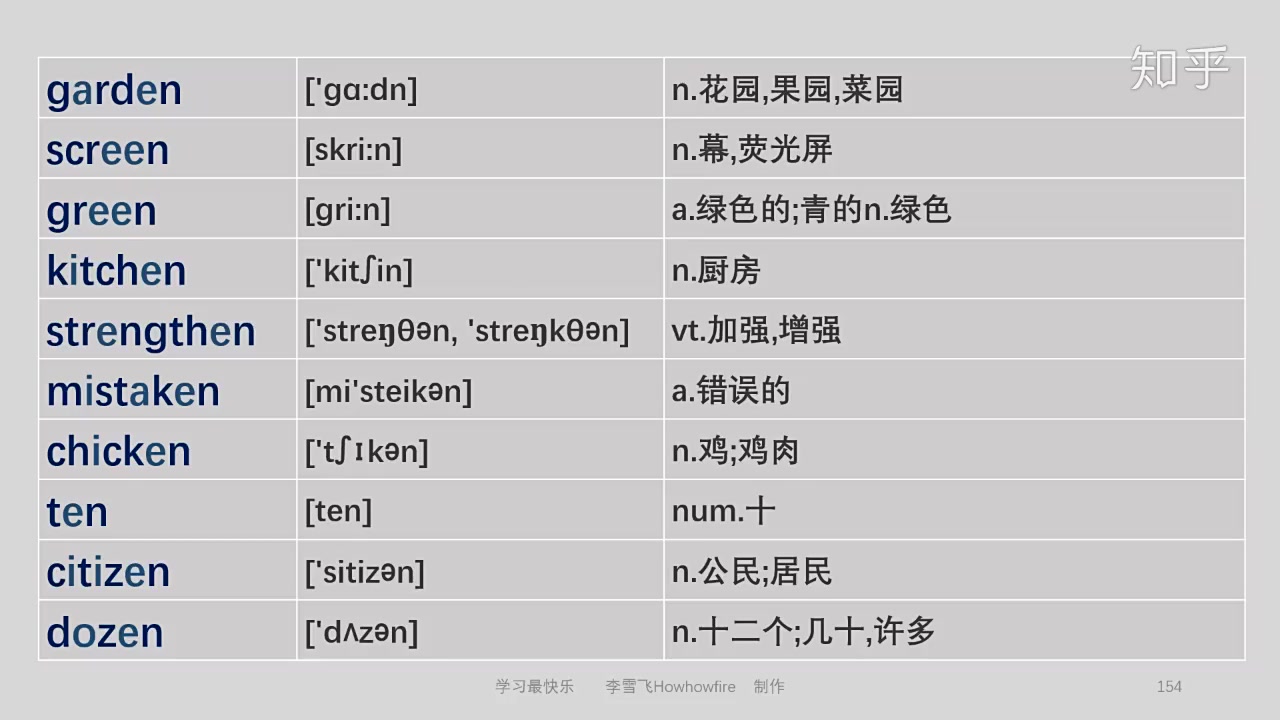 知乎
garden ['gɑ:dn] n.花园,果园,菜园
screen [skri:n] n.幕,荧光屏
green [gri:n] a.绿色的;青的n.绿色
kitchen ['kitʃin] n.厨房
strengthen ['streŋθən, 'streŋkθən] vt.加强,增强
mistaken [mi'steikən] a.错误的
chicken ['tʃɪkən] n.鸡;鸡肉
ten [ten] num.十
citizen ['sitizən] n.公民;居民
dozen ['dʌzən] n.十二个;几十,许多
学习最快乐 李雪飞Howhowfire 制作 154